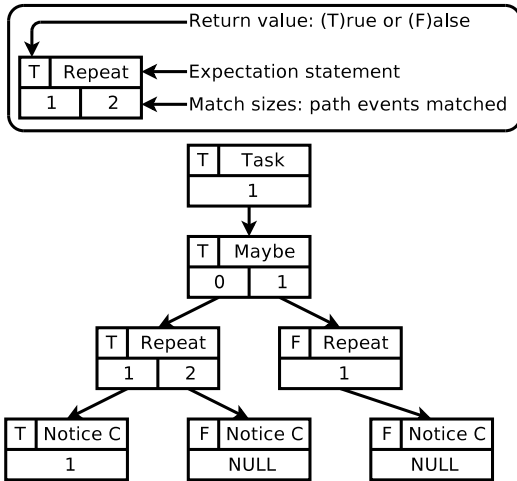 Return value: (T)rue or (F)alse
T Repeat
Expectation statement
1 2
Match sizes: path events matched
T Task
1
T Maybe
0 1
T Repeat F Repeat
1 2 1
T Notice C F Notice C F Notice C
1 NULL NULL